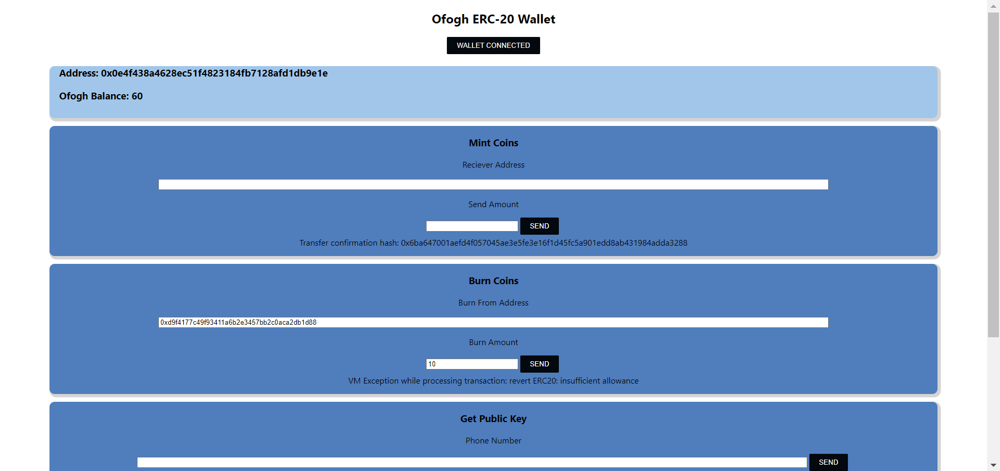 Ofogh ERC-20 Wallet
WALLET CONNECTED
Address: 0x0e4f438a4628ec51f4823184fb7128afd1db9e1e
Ofogh Balance: 60
Mint Coins
Reciever Address
Send Amount
SEND
Transfer confirmation hash: 0x6ba647001aefd4f057045ae3e5fe3e16f1d45fc5a901edd8ab431984adda3288
Burn Coins
Burn From Address
0xd9f4177c49f93411a6b2e3457bb2c0aca2db1d88
Burn Amount
10 SEND
VM Exception while processing transaction: revert ERC20: insufficient allowance
Get Public Key
Phone Number
SEND